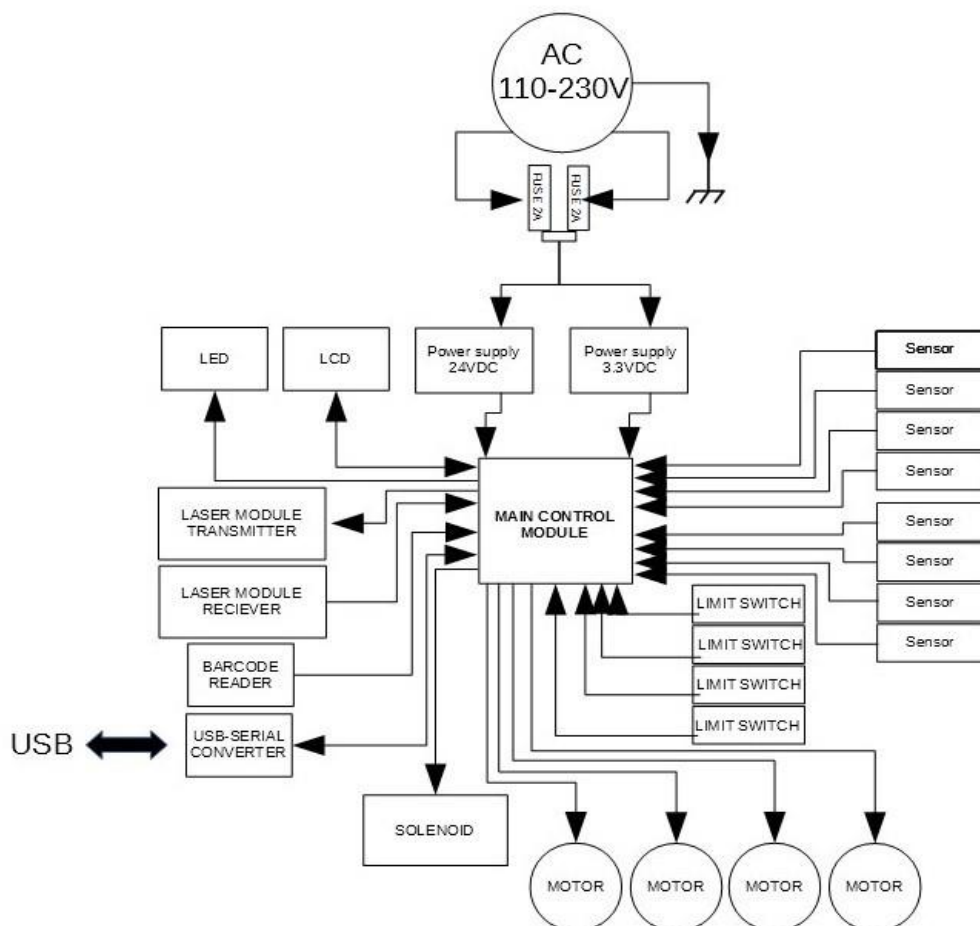 AC
110-230V
FUSE 2A
FUSE 2A
Power supply
24VDC
Power supply
3.3VDC
LED
LCD
Sensor
Sensor
Sensor
Sensor
Sensor
Sensor
Sensor
Sensor
MAIN CONTROL
MODULE
LASER MODULE
TRANSMITTER
LASER MODULE
RECIEVER
BARCODE
READER
USB
USB-SERIAL
CONVERTER
LIMIT SWITCH
LIMIT SWITCH
LIMIT SWITCH
LIMIT SWITCH
SOLENOID
MOTOR
MOTOR
MOTOR
MOTOR